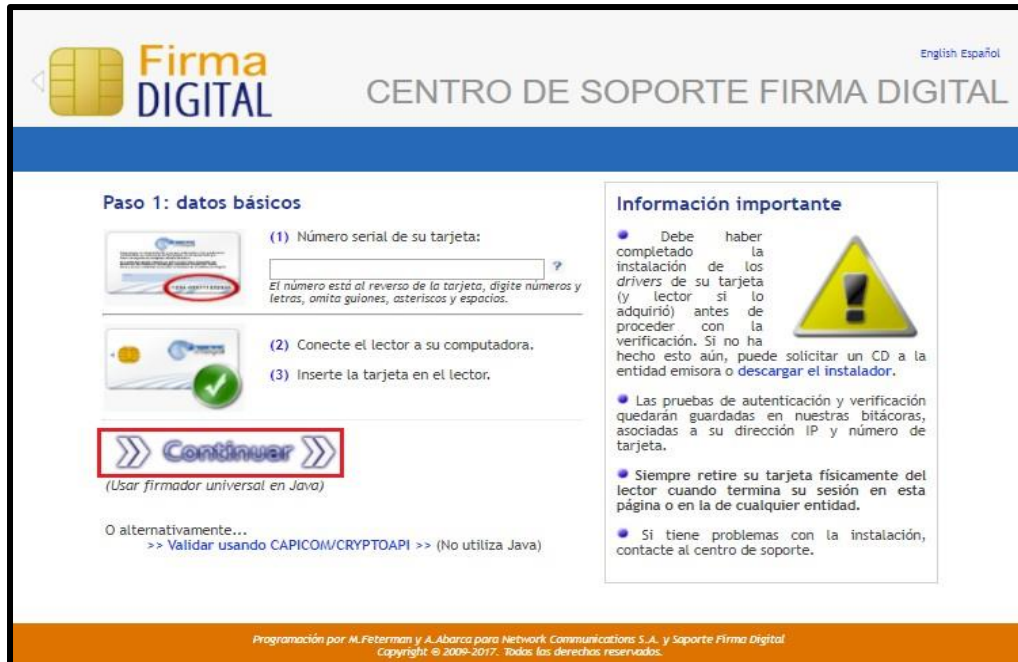 Firma
DIGITAL
English Español
CENTRO DE SOPORTE FIRMA DIGITAL
Paso 1: datos básicos
(1) Número serial de su tarjeta:
?
El número está al reverso de la tarjeta, digite números y
letras, omita guiones, asteriscos y espacios.
(2) Conecte el lector a su computadora.
(3) Inserte la tarjeta en el lector.
Continuar
(Usar firmador universal en Java)
O alternativamente...
>> Validar usando CAPICOM/CRYPTOAPI >> (No utiliza Java)
Información importante
Debe haber
completado la
instalación de los
drivers de su tarjeta
(y lector si lo
adquirió) antes de
proceder con la
verificación. Si no ha
hecho esto aún, puede solicitar un CD a la
entidad emisora o descargar el instalador.
Las pruebas de autenticación y verificación
quedarán guardadas en nuestras bitácoras,
asociadas a su dirección IP y número de
tarjeta.
Siempre retire su tarjeta físicamente del
lector cuando termina su sesión en esta
página o en la de cualquier entidad.
Si tiene problemas con la instalación,
contacte al centro de soporte.
Programación por M.Feterman y A.Abarca para Network Communications S.A. y Soporte Firma Digital
Copyright © 2009-2017. Todos los derechos reservados.